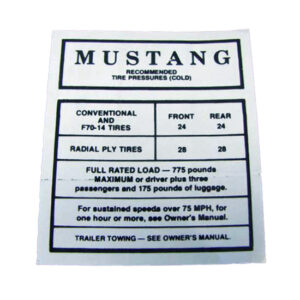 MUSTANG
RECOMMENDED
TIRE PRESSURES (COLD)
CONVENTIONAL
AND
F70-14 TIRES
FRONT
24
REAR
24
RADIAL PLY TIRES
28
28
FULL RATED LOAD — 775 pounds
MAXIMUM or driver plus three
passengers and 175 pounds of luggage.
For sustained speeds over 75 MPH, for
one hour or more, see Owner's Manual.
TRAILER TOWING — SEE OWNER'S MANUAL.